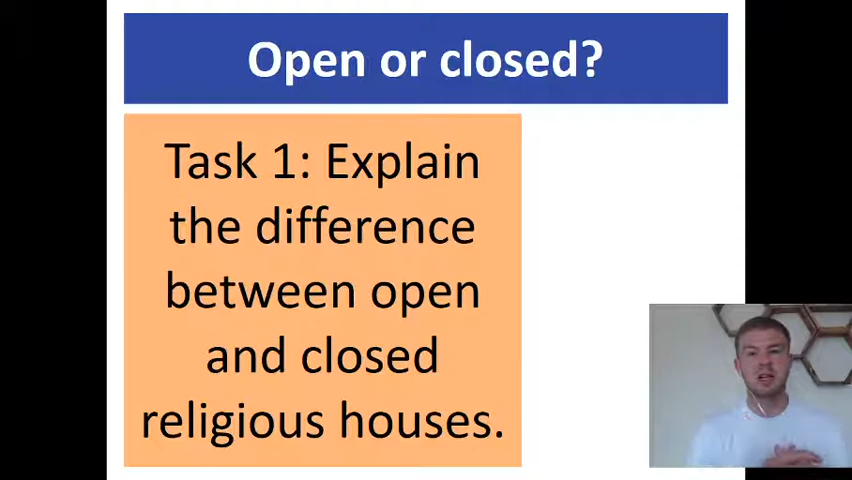 Open or closed?
Task 1: Explain
the difference
between open
and closed
religious houses.